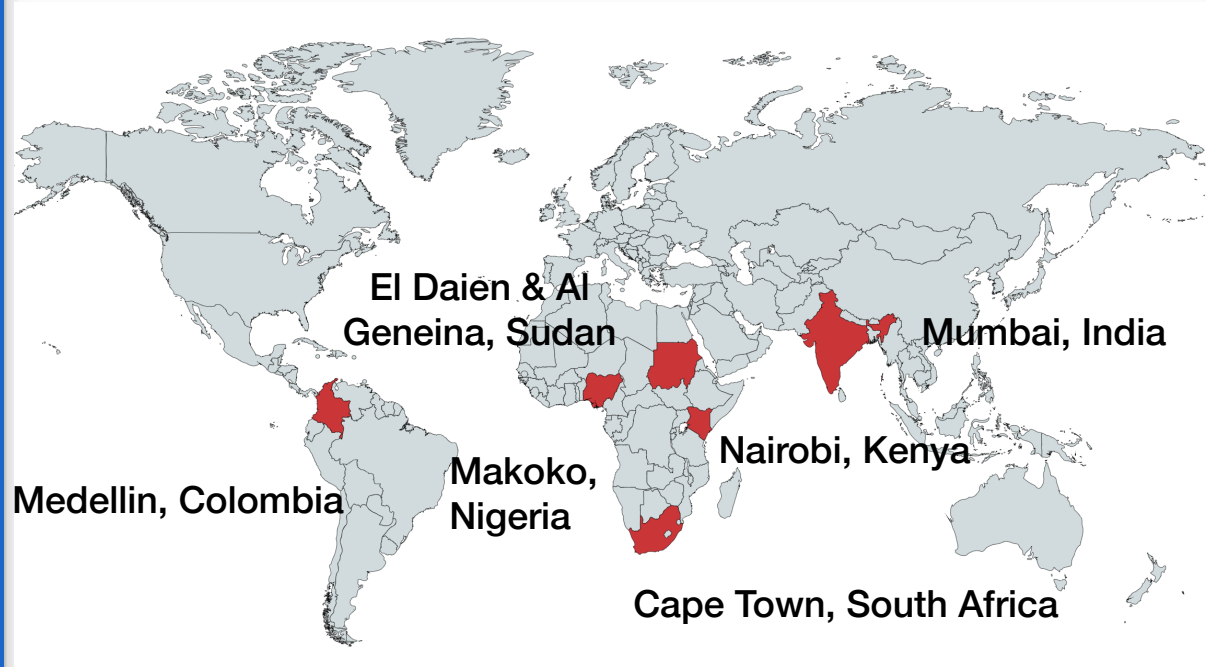 El Daien & Al
Geneina, Sudan
Mumbai, India
Nairobi, Kenya
Makoko,
Nigeria
Medellin, Colombia
Cape Town, South Africa